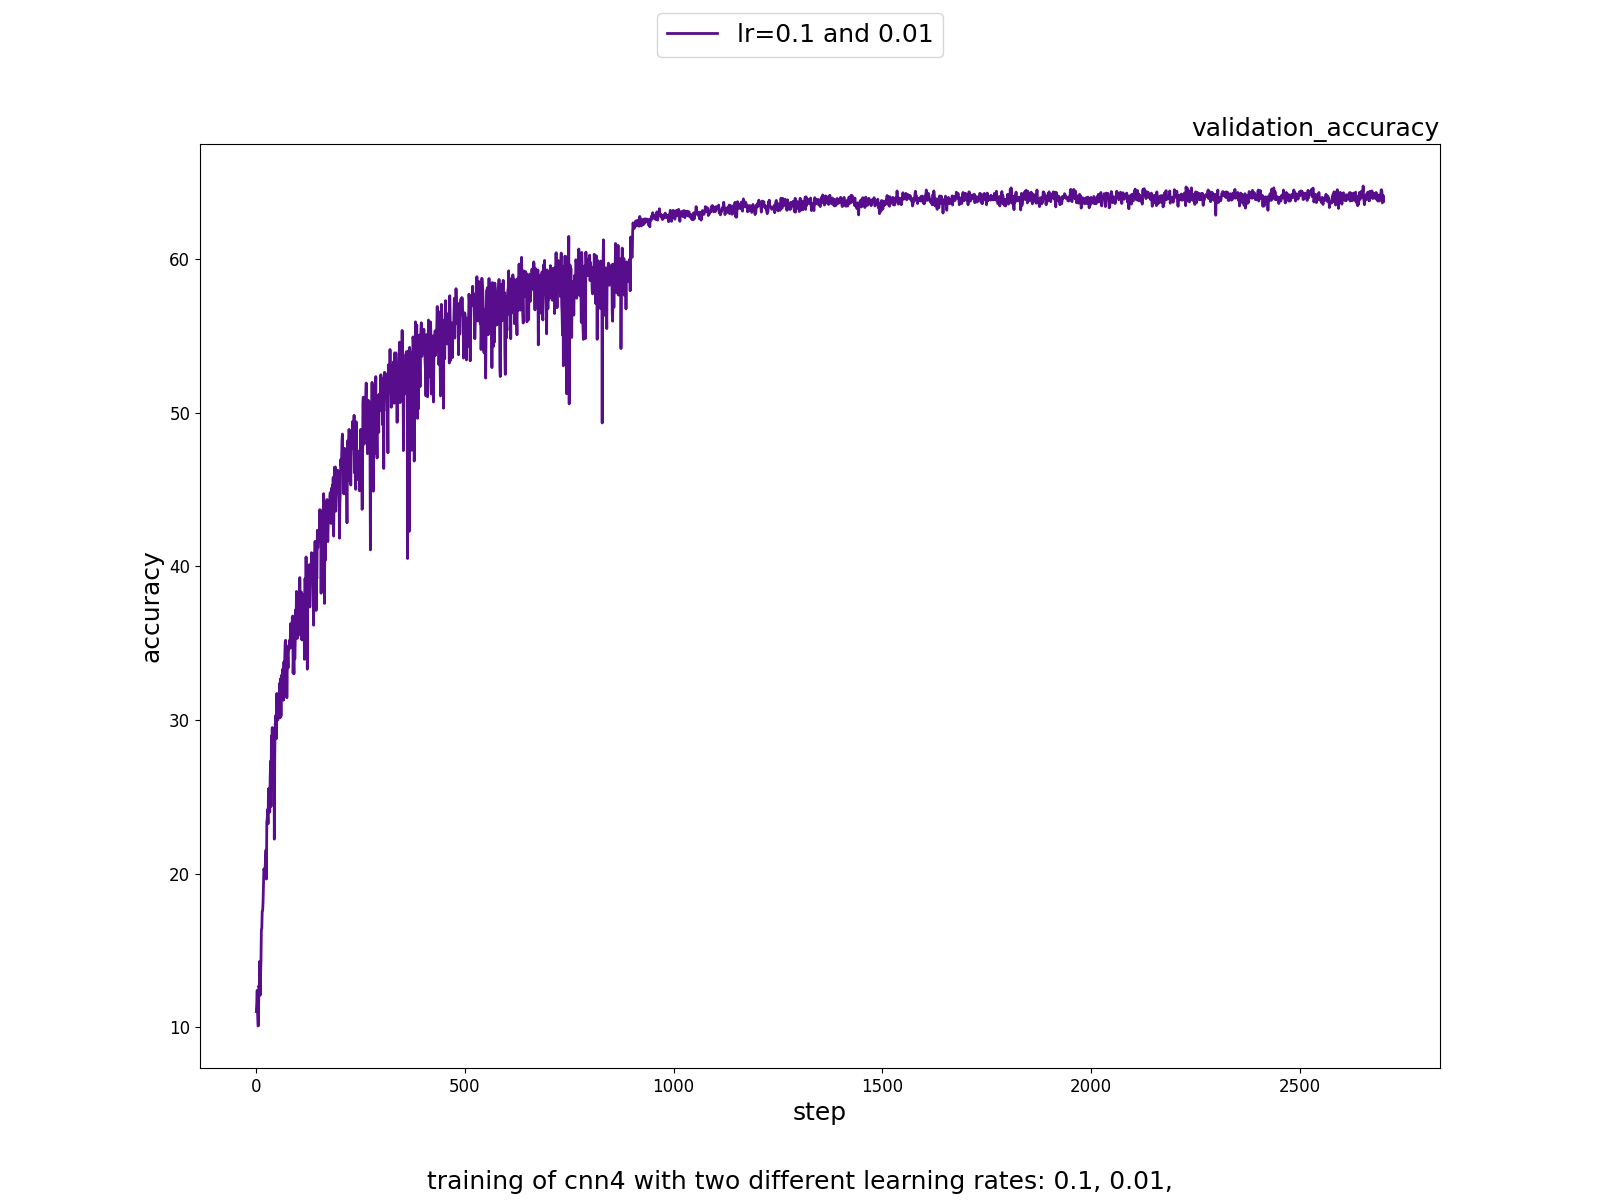 lr=0.1 and 0.01
validation_accuracy
60
50
40
30
20
10
accuracy
0 500 1000 1500 2000 2500
step
training of cnn4 with two different learning rates: 0.1, 0.01,